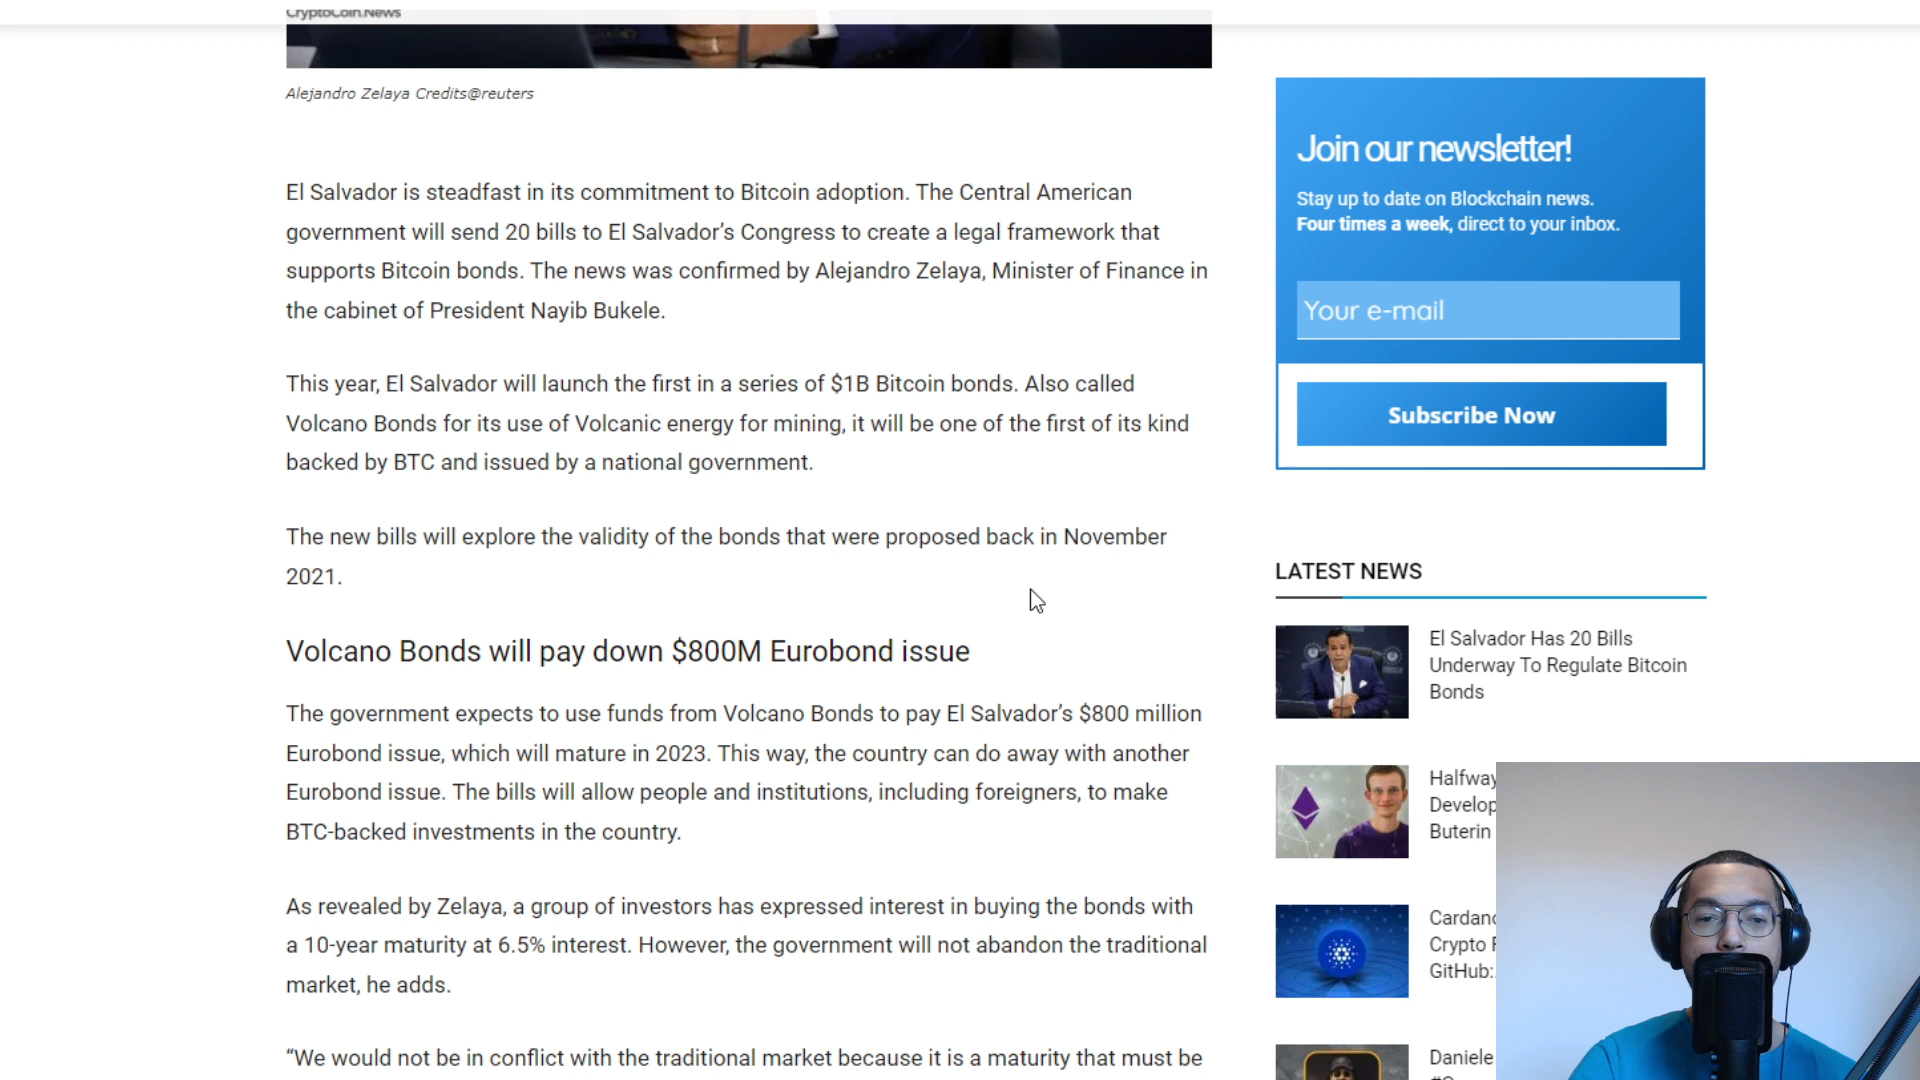 CryptoCoin.News
Alejandro Zelaya Credits@reuters
El Salvador is steadfast in its commitment to Bitcoin adoption. The Central American
government will send 20 bills to El Salvador’s Congress to create a legal framework that
supports Bitcoin bonds. The news was confirmed by Alejandro Zelaya, Minister of Finance in
the cabinet of President Nayib Bukele.
This year, El Salvador will launch the first in a series of $1B Bitcoin bonds. Also called
Volcano Bonds for its use of Volcanic energy for mining, it will be one of the first of its kind
backed by BTC and issued by a national government.
The new bills will explore the validity of the bonds that were proposed back in November
2021.
Volcano Bonds will pay down $800M Eurobond issue
The government expects to use funds from Volcano Bonds to pay El Salvador’s $800 million
Eurobond issue, which will mature in 2023. This way, the country can do away with another
Eurobond issue. The bills will allow people and institutions, including foreigners, to make
BTC-backed investments in the country.
As revealed by Zelaya, a group of investors has expressed interest in buying the bonds with
a 10-year maturity at 6.5% interest. However, the government will not abandon the traditional
market, he adds.
“We would not be in conflict with the traditional market because it is a maturity that must be
Join our newsletter!
Stay up to date on Blockchain news.
Four times a week, direct to your inbox.
Your e-mail
Subscribe Now
LATEST NEWS
El Salvador Has 20 Bills
Underway To Regulate Bitcoin
Bonds
Halfway
Develop
Buterin
Cardano
Crypto
GitHub:
Daniele